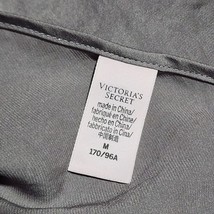 VICTORIA'S
SECRET
made in China/
fabriqué en Chine/
hecho en China/
fabbricato in Cina/
中国制造
M
170/96A